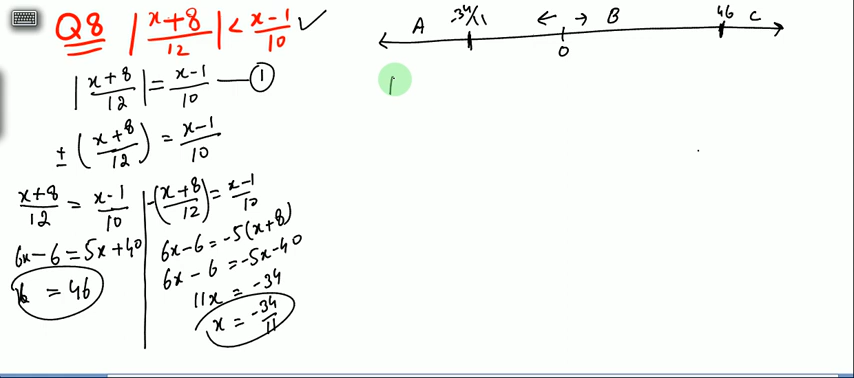 Q8 |x+8/12| < x-1/10 ✓
|x+8/12| = x-1/10 — ①
± (x+8/12) = x-1/10
x+8/12 = x-1/10
6x-6=5x+40
x = 46
-(x+8/12) = x-1/10
6x-6=-5(x+8)
6x-6=-5x-40
11x = -34
x = -34/11
A -34/11 ← → B 46 C
0